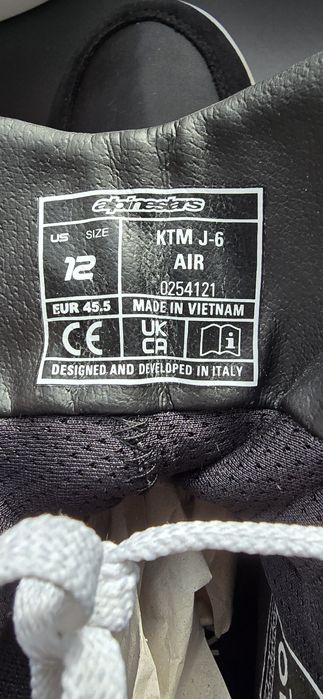 alpinestars
US SIZE
12
KTM J-6
AIR
0254121
EUR 45.5
MADE IN VIETNAM
CE
UK
CA
i
DESIGNED AND DEVELOPED IN ITALY